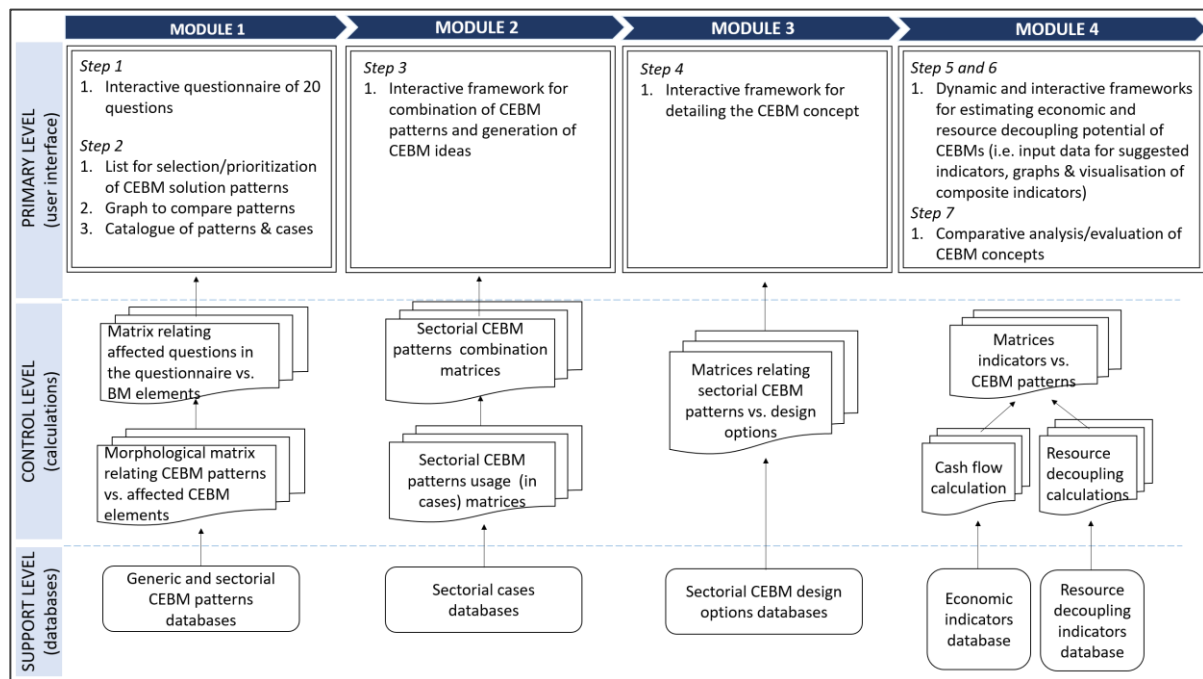 MODULE 1
MODULE 2
MODULE 3
MODULE 4
PRIMARY LEVEL
(user interface)
Step 1
1. Interactive questionnaire of 20
questions
Step 2
1. List for selection/prioritization
of CEBM solution patterns
2. Graph to compare patterns
3. Catalogue of patterns & cases
Step 3
1. Interactive framework for
combination of CEBM
patterns and generation of
CEBM ideas
Step 4
1. Interactive framework for
detailing the CEBM concept
Step 5 and 6
1. Dynamic and interactive frameworks
for estimating economic and
resource decoupling potential of
CEBMs (i.e. input data for suggested
indicators, graphs & visualisation of
composite indicators)
Step 7
1. Comparative analysis/evaluation of
CEBM concepts
CONTROL LEVEL
(calculations)
Matrix relating
affected questions in
the questionnaire vs.
BM elements
Morphological matrix
relating CEBM patterns
vs. affected CEBM
elements
Sectorial CEBM
patterns combination
matrices
Sectorial CEBM
patterns usage (in
cases) matrices
Matrices relating
sectorial CEBM
patterns vs. design
options
Matrices
indicators vs.
CEBM patterns
Cash flow
calculation
Resource
decoupling
calculations
SUPPORT LEVEL
(databases)
Generic and sectorial
CEBM patterns
databases
Sectorial cases
databases
Sectorial CEBM design
options databases
Economic
indicators
database
Resource
decoupling
indicators
database